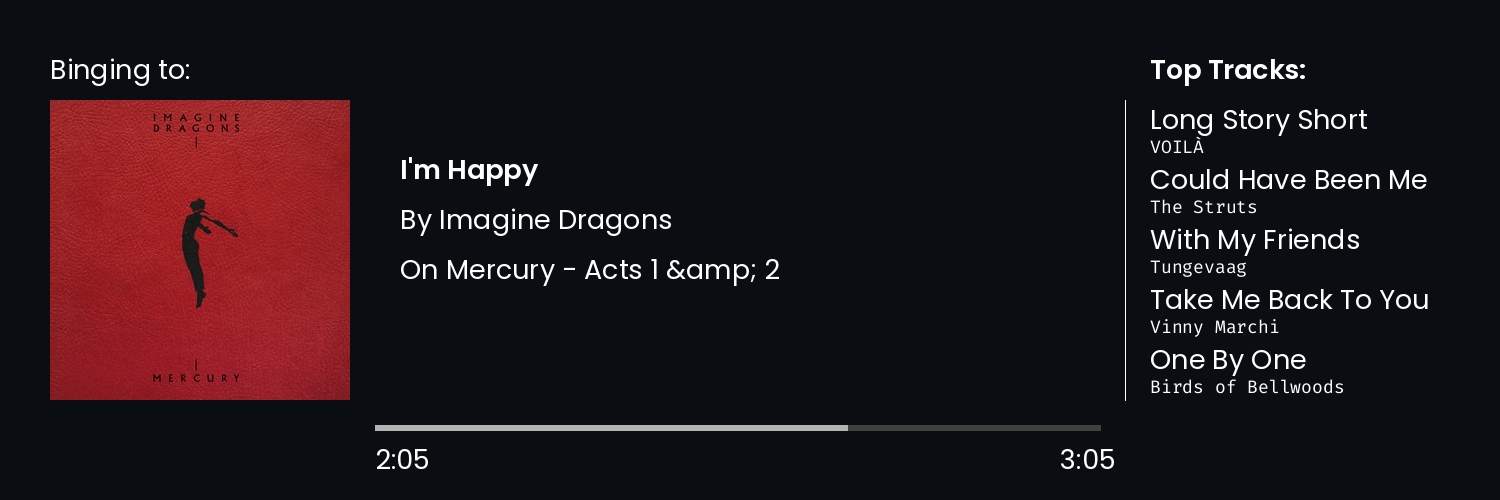 Binging to:
IMAGINE
DRAGONS
MERCURY
I'm Happy
By Imagine Dragons
On Mercury - Acts 1 &amp; 2
2:05
3:05
Top Tracks:
Long Story Short
VOILÀ
Could Have Been Me
The Struts
With My Friends
Tungevaag
Take Me Back To You
Vinny Marchi
One By One
Birds of Bellwoods